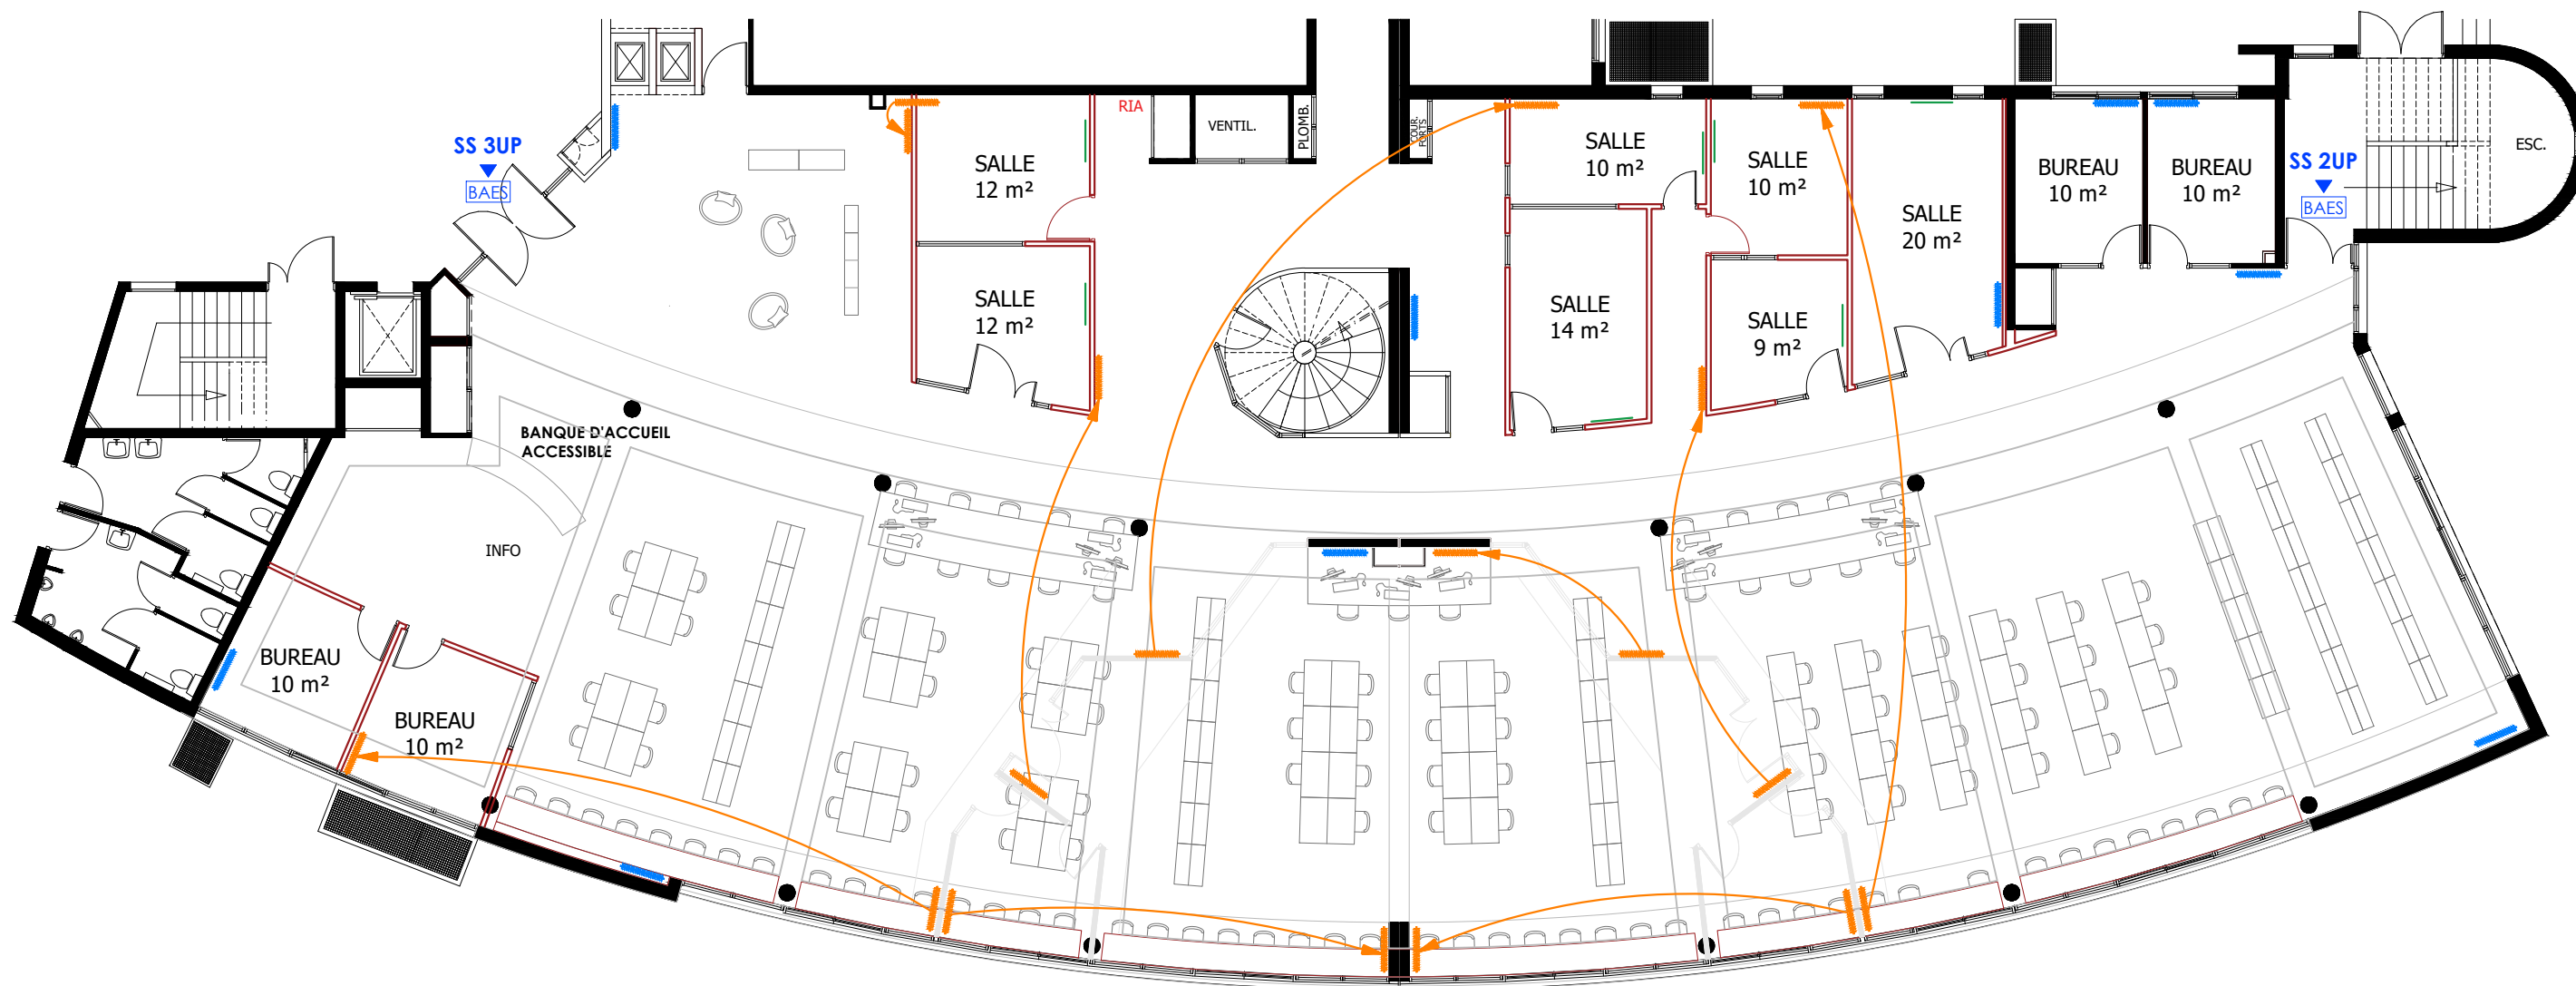 RIA
VENTIL.
PLOMB.
COUR.
FORTS
SS 3UP
BAES
SALLE
12 m²
SALLE
12 m²
SALLE
10 m²
SALLE
10 m²
SALLE
14 m²
SALLE
9 m²
SALLE
20 m²
BUREAU
10 m²
BUREAU
10 m²
SS 2UP
BAES
ESC.
BANQUE D'ACCUEIL
ACCESSIBLE
INFO
BUREAU
10 m²
BUREAU
10 m²